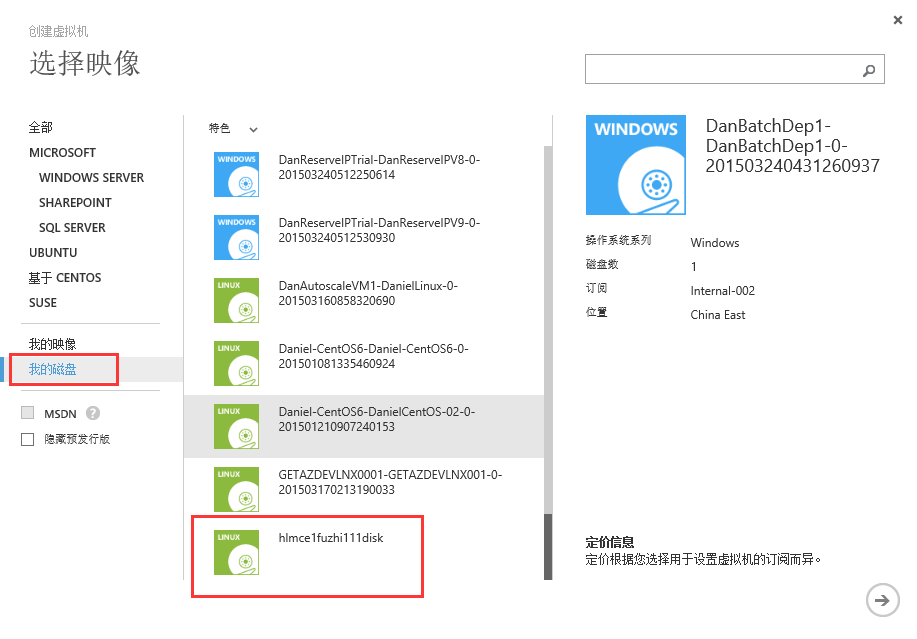 创建虚拟机
选择映像
全部
MICROSOFT
WINDOWS SERVER
SHAREPOINT
SQL SERVER
UBUNTU
基于 CENTOS
SUSE
我的映像
我的磁盘
MSDN ?
隐藏预发行版
特色
WINDOWS
DanReserveIPTrial-DanReserveIPV8-0-
201503240512250614
WINDOWS
DanReserveIPTrial-DanReserveIPV9-0-
201503240512530930
LINUX
DanAutoscaleVM1-DanielLinux-0-
201503160858320690
LINUX
Daniel-CentOS6-Daniel-CentOS6-0-
201501081335460924
LINUX
Daniel-CentOS6-DanielCentOS-02-0-
201501210907240153
LINUX
GETAZDEVLNX0001-GETAZDEVLNX001-0-
201503170213190033
LINUX
hlmce1fuzhi111disk
WINDOWS
DanBatchDep1-
DanBatchDep1-0-
201503240431260937
操作系统系列 Windows
磁盘数 1
订阅 Internal-002
位置 China East
定价信息
定价根据您选择用于设置虚拟机的订阅而异。